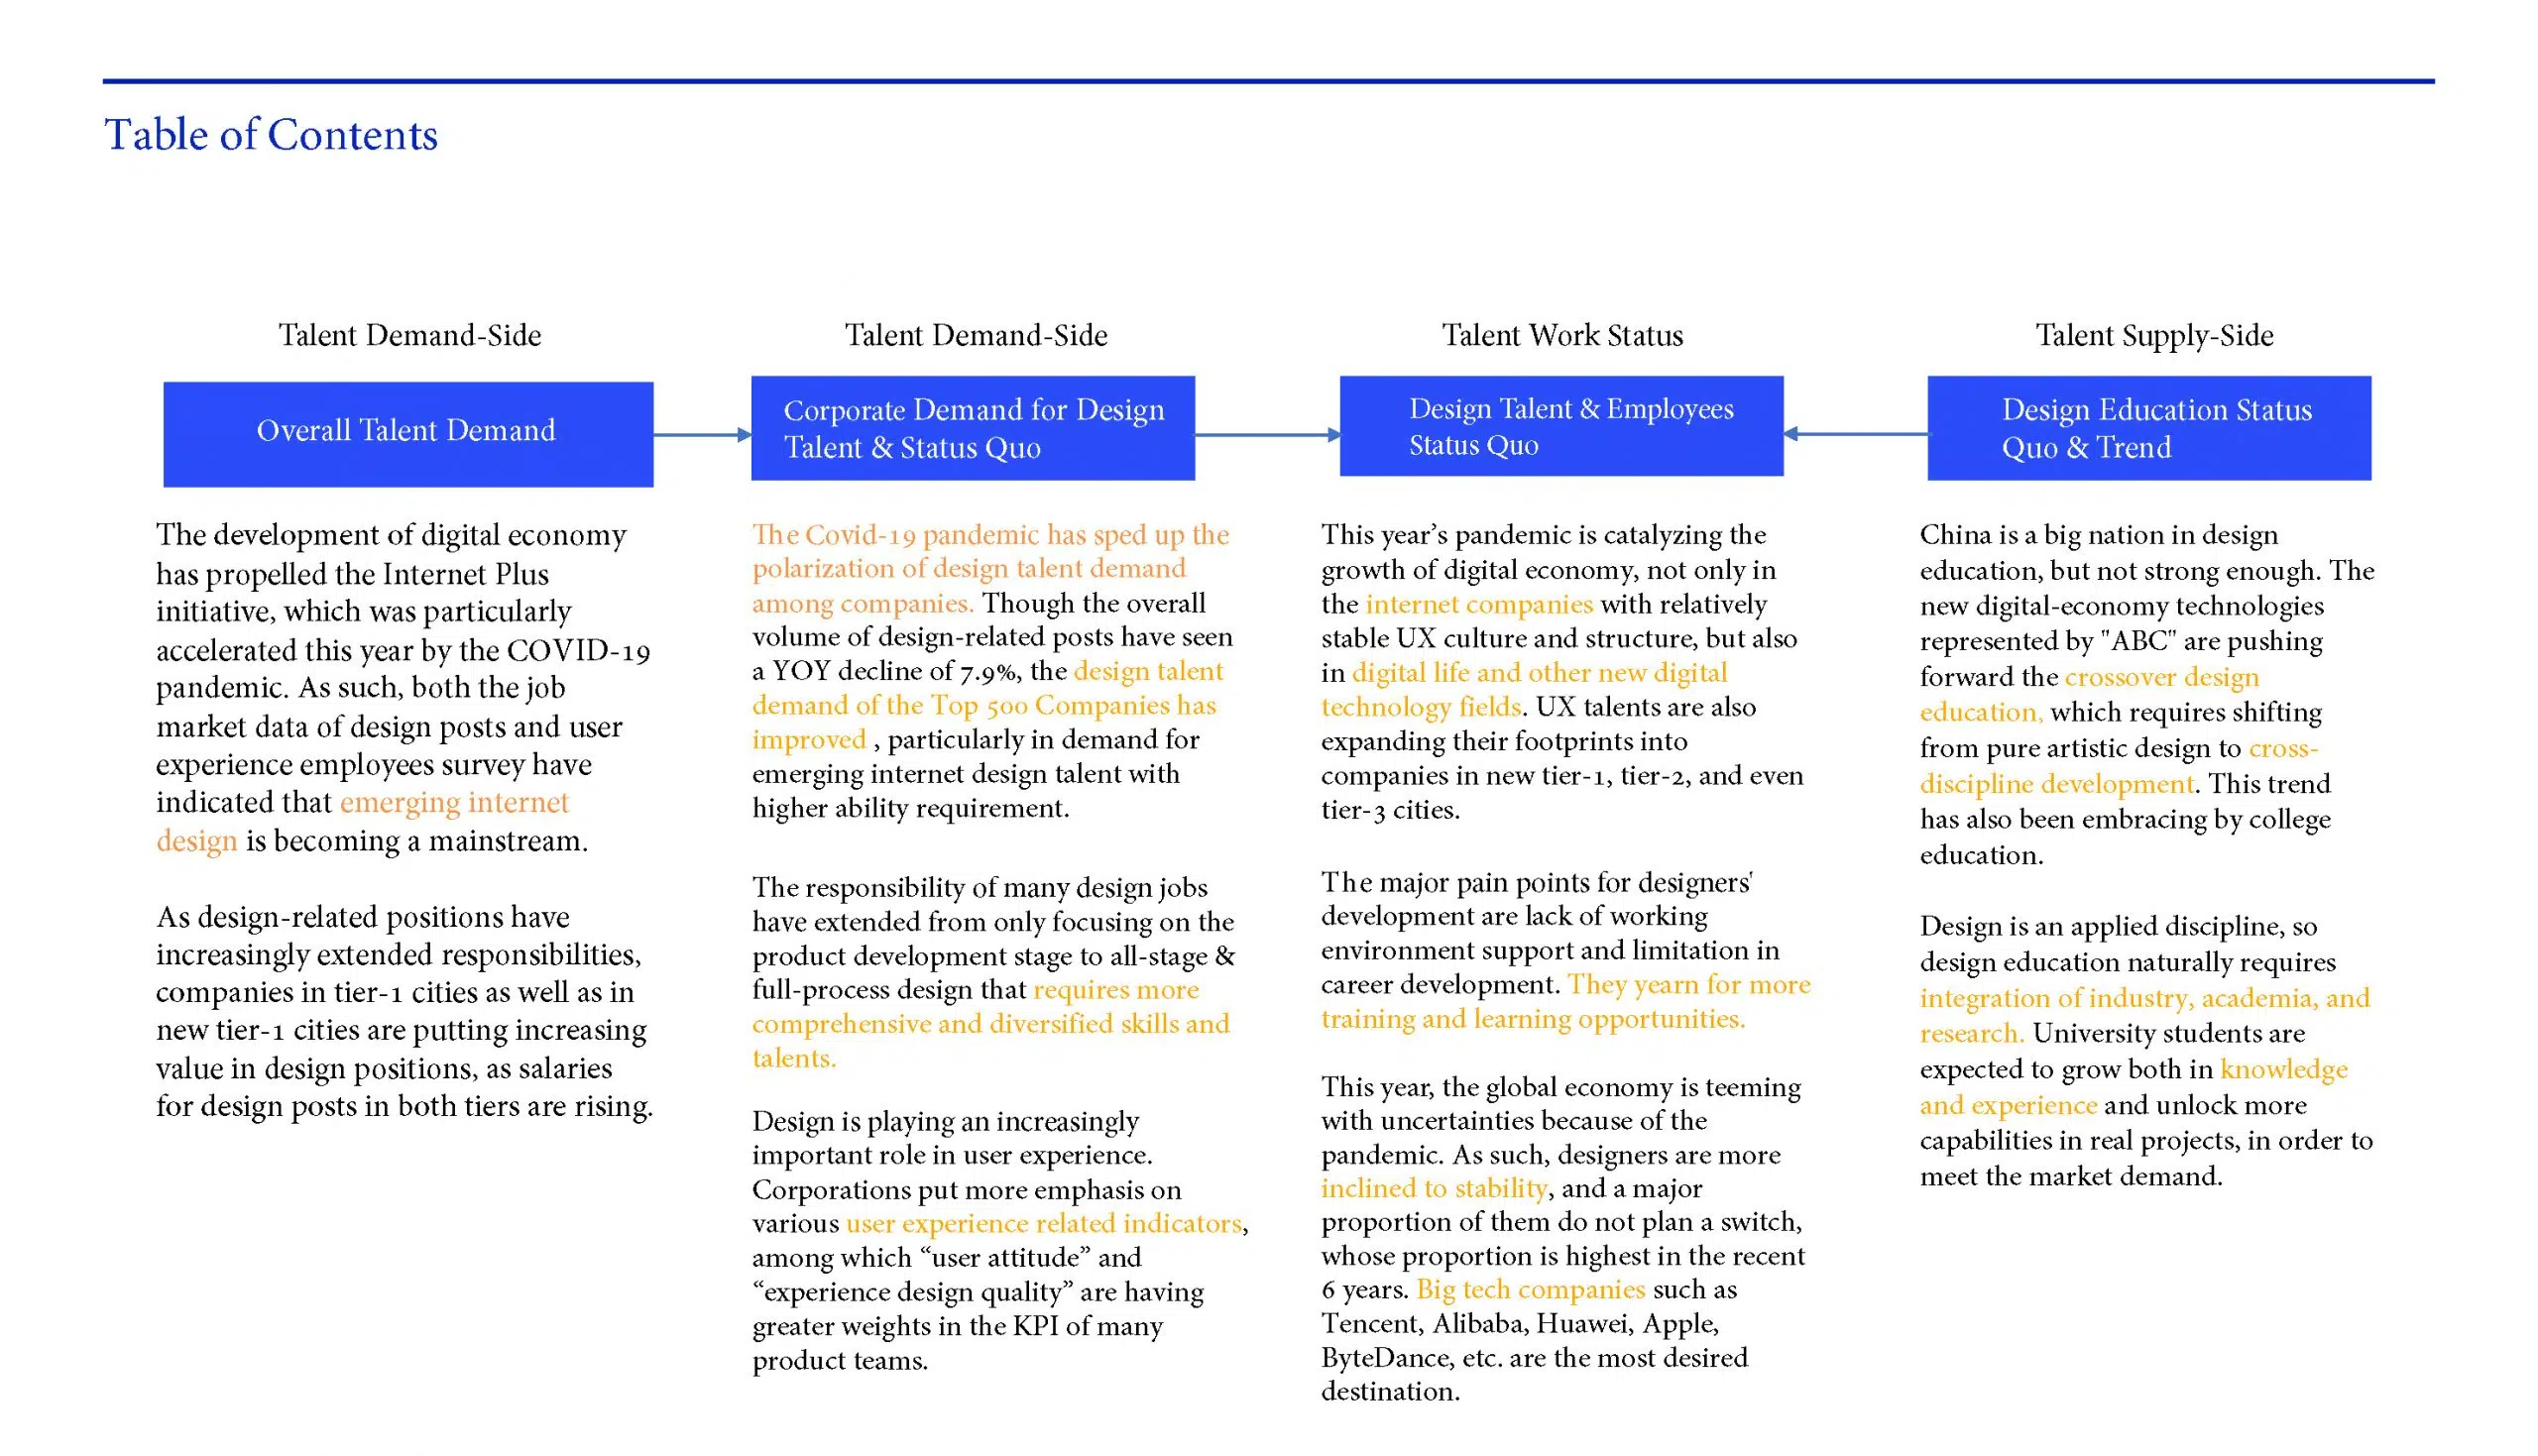 Table of Contents
Talent Demand-Side
Overall Talent Demand
The development of digital economy
has propelled the Internet Plus
initiative, which was particularly
accelerated this year by the COVID-19
pandemic. As such, both the job
market data of design posts and user
experience employees survey have
indicated that emerging internet
design is becoming a mainstream.
As design-related positions have
increasingly extended responsibilities,
companies in tier-1 cities as well as in
new tier-1 cities are putting increasing
value in design positions, as salaries
for design posts in both tiers are rising.
Talent Demand-Side
Corporate Demand for Design
Talent & Status Quo
The Covid-19 pandemic has sped up the
polarization of design talent demand
among companies. Though the overall
volume of design-related posts have seen
a YOY decline of 7.9%, the design talent
demand of the Top 500 Companies has
improved , particularly in demand for
emerging internet design talent with
higher ability requirement.
The responsibility of many design jobs
have extended from only focusing on the
product development stage to all-stage &
full-process design that requires more
comprehensive and diversified skills and
talents.
Design is playing an increasingly
important role in user experience.
Corporations put more emphasis on
various user experience related indicators,
among which “user attitude” and
“experience design quality” are having
greater weights in the KPI of many
product teams.
Talent Work Status
Design Talent & Employees
Status Quo
This year’s pandemic is catalyzing the
growth of digital economy, not only in
the internet companies with relatively
stable UX culture and structure, but also
in digital life and other new digital
technology fields. UX talents are also
expanding their footprints into
companies in new tier-1, tier-2, and even
tier-3 cities.
The major pain points for designers'
development are lack of working
environment support and limitation in
career development. They yearn for more
training and learning opportunities.
This year, the global economy is teeming
with uncertainties because of the
pandemic. As such, designers are more
inclined to stability, and a major
proportion of them do not plan a switch,
whose proportion is highest in the recent
6 years. Big tech companies such as
Tencent, Alibaba, Huawei, Apple,
ByteDance, etc. are the most desired
destination.
Talent Supply-Side
Design Education Status
Quo & Trend
China is a big nation in design
education, but not strong enough. The
new digital-economy technologies
represented by "ABC" are pushing
forward the crossover design
education, which requires shifting
from pure artistic design to cross-
discipline development. This trend
has also been embracing by college
education.
Design is an applied discipline, so
design education naturally requires
integration of industry, academia, and
research. University students are
expected to grow both in knowledge
and experience and unlock more
capabilities in real projects, in order to
meet the market demand.